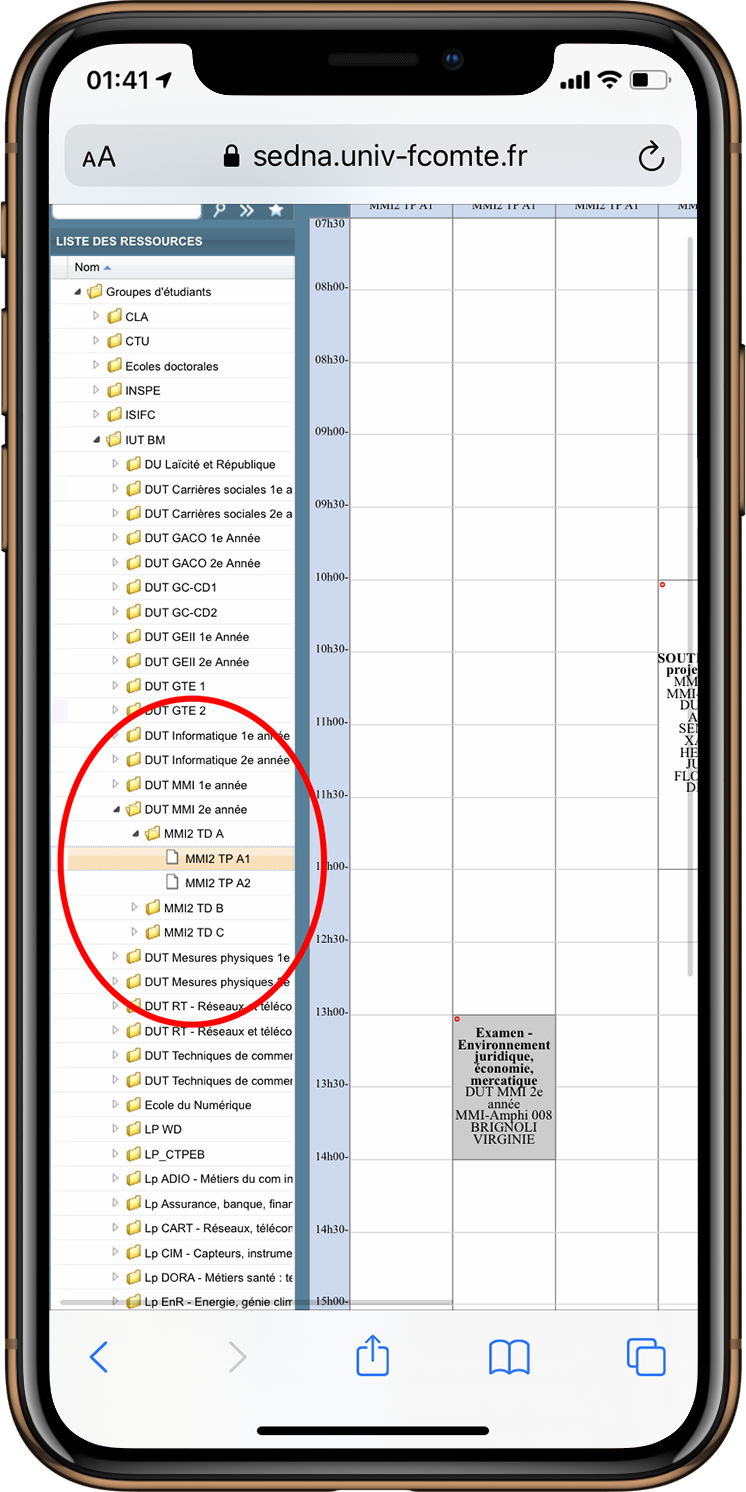 01:41
AA sedna.univ-fcomte.fr
LISTE DES RESSOURCES
Nom
Groupes d'étudiants
CLA
CTU
Ecoles doctorales
INSPE
ISIFC
IUT BM
DU Laïcité et République
DUT Carrières sociales 1e a
DUT Carrières sociales 2e a
DUT GACO 1e Année
DUT GACO 2e Année
DUT GC-CD1
DUT GC-CD2
DUT GEII 1e Année
DUT GEII 2e Année
DUT GTE 1
DUT GTE 2
DUT Informatique 1e année
DUT Informatique 2e année
DUT MMI 1e année
DUT MMI 2e année
MMI2 TD A
MMI2 TP A1
MMI2 TP A2
MMI2 TD B
MMI2 TD C
DUT Mesures physiques 1e
DUT Mesures physiques 2e
DUT RT - Réseaux et téléco
DUT RT - Réseaux et téléco
DUT Techniques de commer
DUT Techniques de commer
Ecole du Numérique
LP WD
LP_CTPEB
Lp ADIO - Métiers du com in
Lp Assurance, banque, finar
Lp CART - Réseaux, télécor
Lp CIM - Capteurs, instrume
Lp DORA - Métiers santé : te
Lp EnR - Energie, génie clim
MMI2 TP A1 MMI2 TP A1 MMI2 TP A1 MM
07h30
08h00-
08h30-
09h00-
09h30-
10h00-
10h30-
11h00-
11h30-
h00-
12h30-
13h00-
13h30-
14h00-
14h30-
15h00-
Examen -
Environnement
juridique,
économie,
mercatique
DUT MMI 2e
année
MMI-Amphi 008
BRIGNOLI
VIRGINIE
SOUT
proje
MM
MMI-
DU
A
SEN
XA
HE
JU
FLO
D